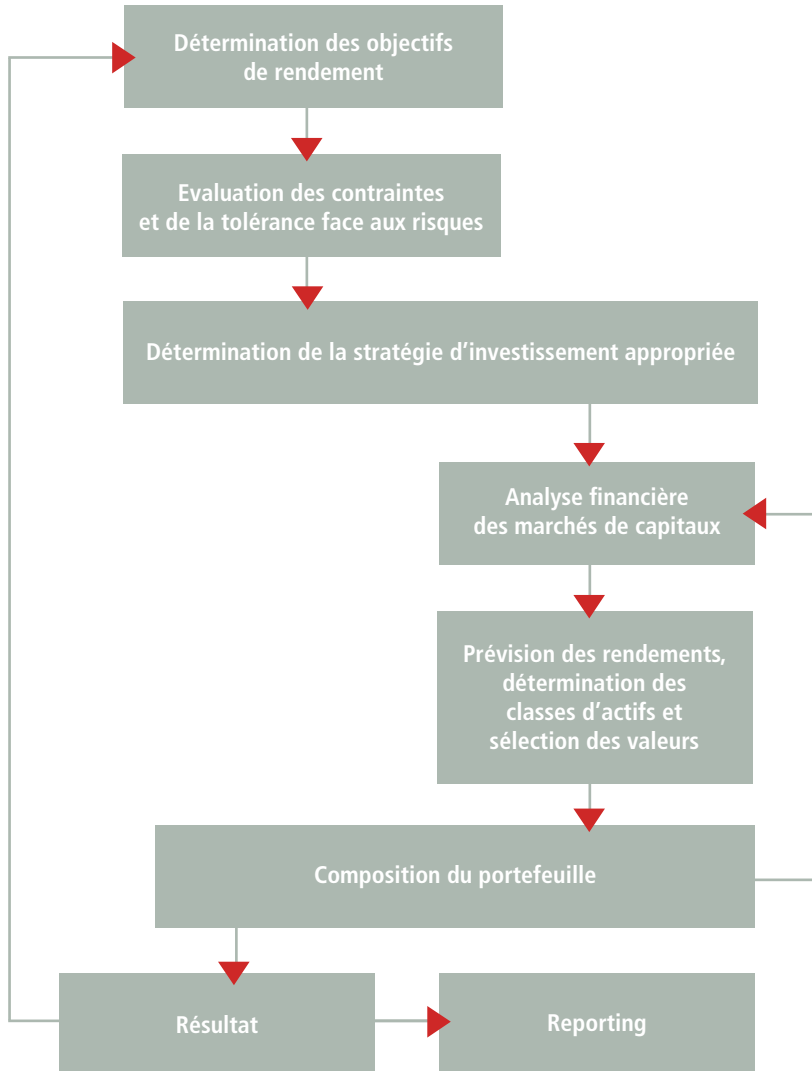 Détermination des objectifs
de rendement
Evaluation des contraintes
et de la tolérance face aux risques
Détermination de la stratégie d’investissement appropriée
Analyse financière
des marchés de capitaux
Prévision des rendements,
détermination des
classes d’actifs et
sélection des valeurs
Composition du portefeuille
Résultat
Reporting